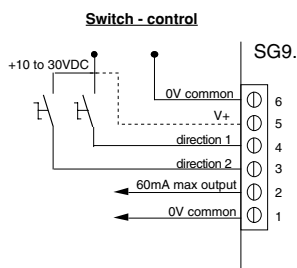 Switch - control
SG9.
+10 to 30VDC
0V common 6
V+ 5
direction 1 4
direction 2 3
60mA max output 2
0V common 1